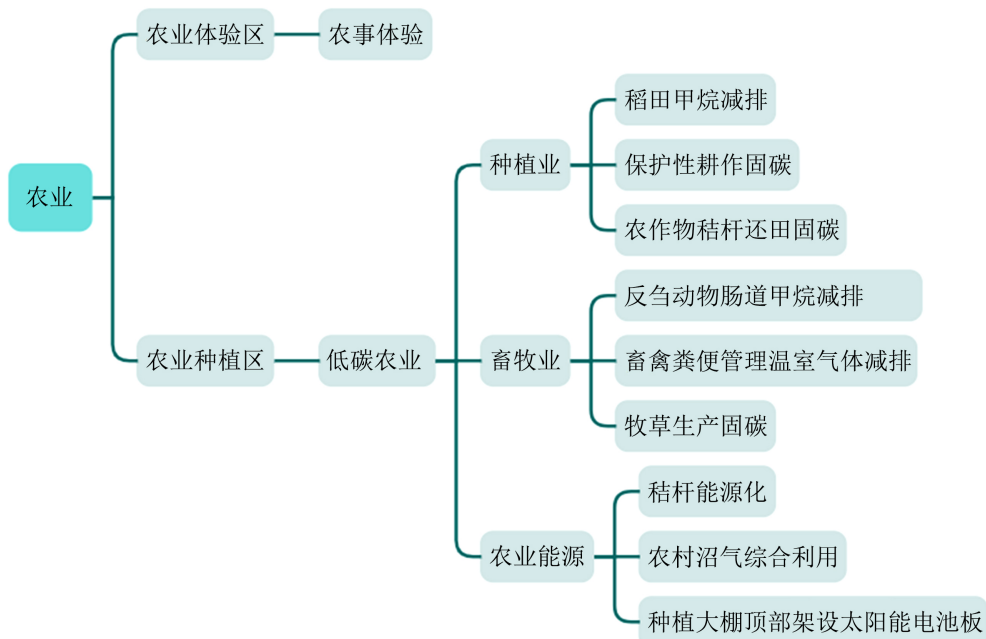 农业
农业体验区
农事体验
农业种植区
低碳农业
种植业
稻田甲烷减排
保护性耕作固碳
农作物秸杆还田固碳
畜牧业
反刍动物肠道甲烷减排
畜禽粪便管理温室气体减排
牧草生产固碳
农业能源
秸杆能源化
农村沼气综合利用
种植大棚顶部架设太阳能电池板